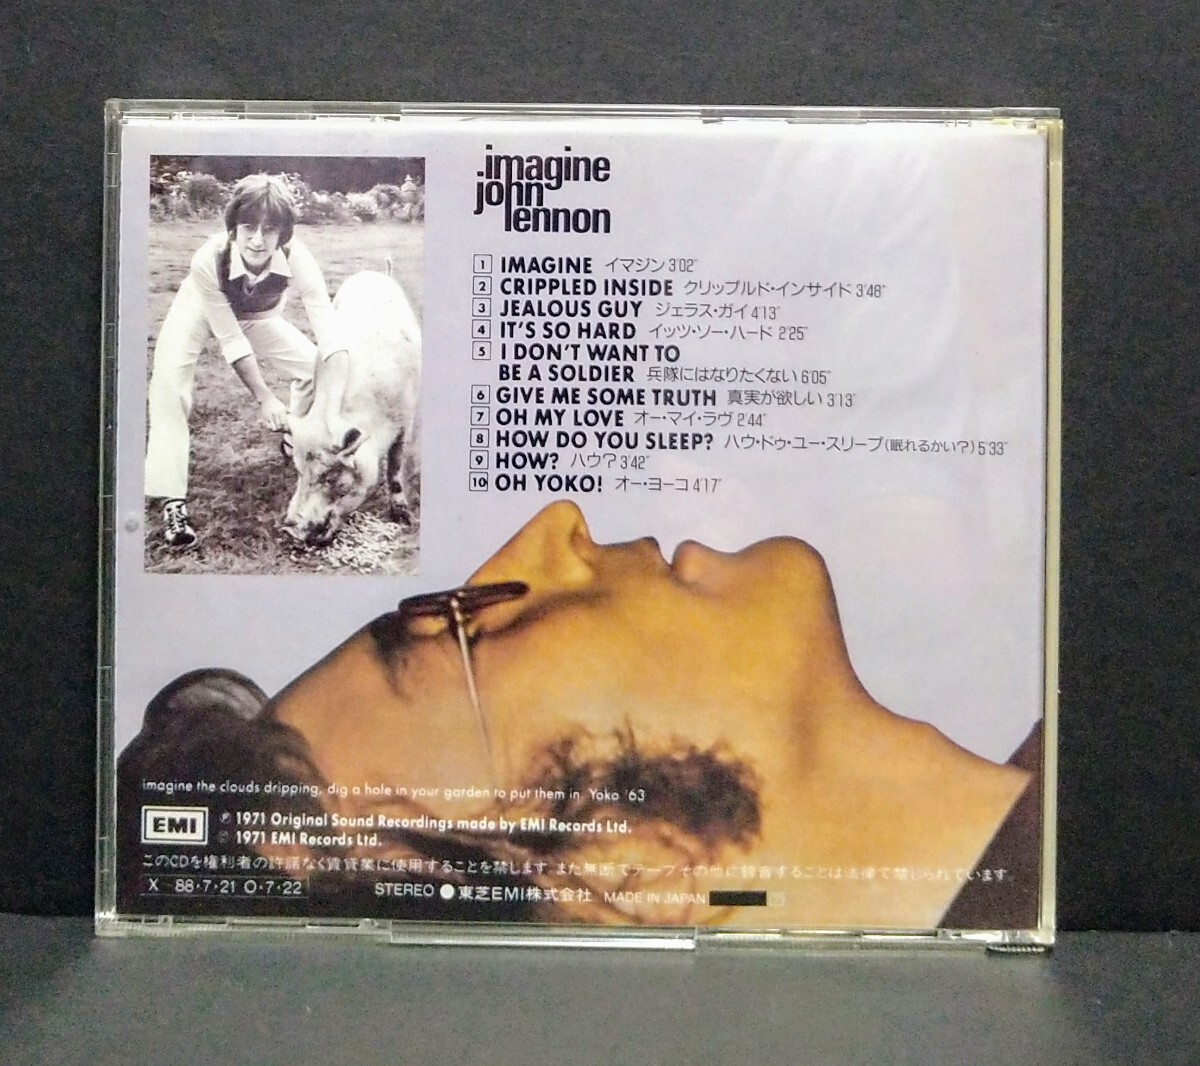 imagine
john
lennon
1 IMAGINE イマジン 3'02"
2 CRIPPLED INSIDE クリップルド・インサイド 3'48"
3 JEALOUS GUY ジェラス・ガイ 4'13"
4 IT'S SO HARD イッツ・ソー・ハード 2'25"
5 I DON'T WANT TO
BE A SOLDIER 兵隊にはなりたくない 6'05"
6 GIVE ME SOME TRUTH 真実が欲しい 3'13"
7 OH MY LOVE オー・マイ・ラヴ 2'44"
8 HOW DO YOU SLEEP? ハウ・ドゥ・ユー・スリープ(眠れるかい?) 5'33"
9 HOW? ハウ? 3'42"
10 OH YOKO! オー・ヨーコ 4'17"
imagine the clouds dripping, dig a hole in your garden to put them in. Yoko '63
EMI
℗ 1971 Original Sound Recordings made by EMI Records Ltd.
© 1971 EMI Records Ltd.
このCDを権利者の許諾なく賃貸業に使用することを禁じます。また無断でテープその他に録音することは法律で禁じられています。
X 88・7・21 O・7・22
STEREO ● 東芝EMI株式会社 MADE IN JAPAN